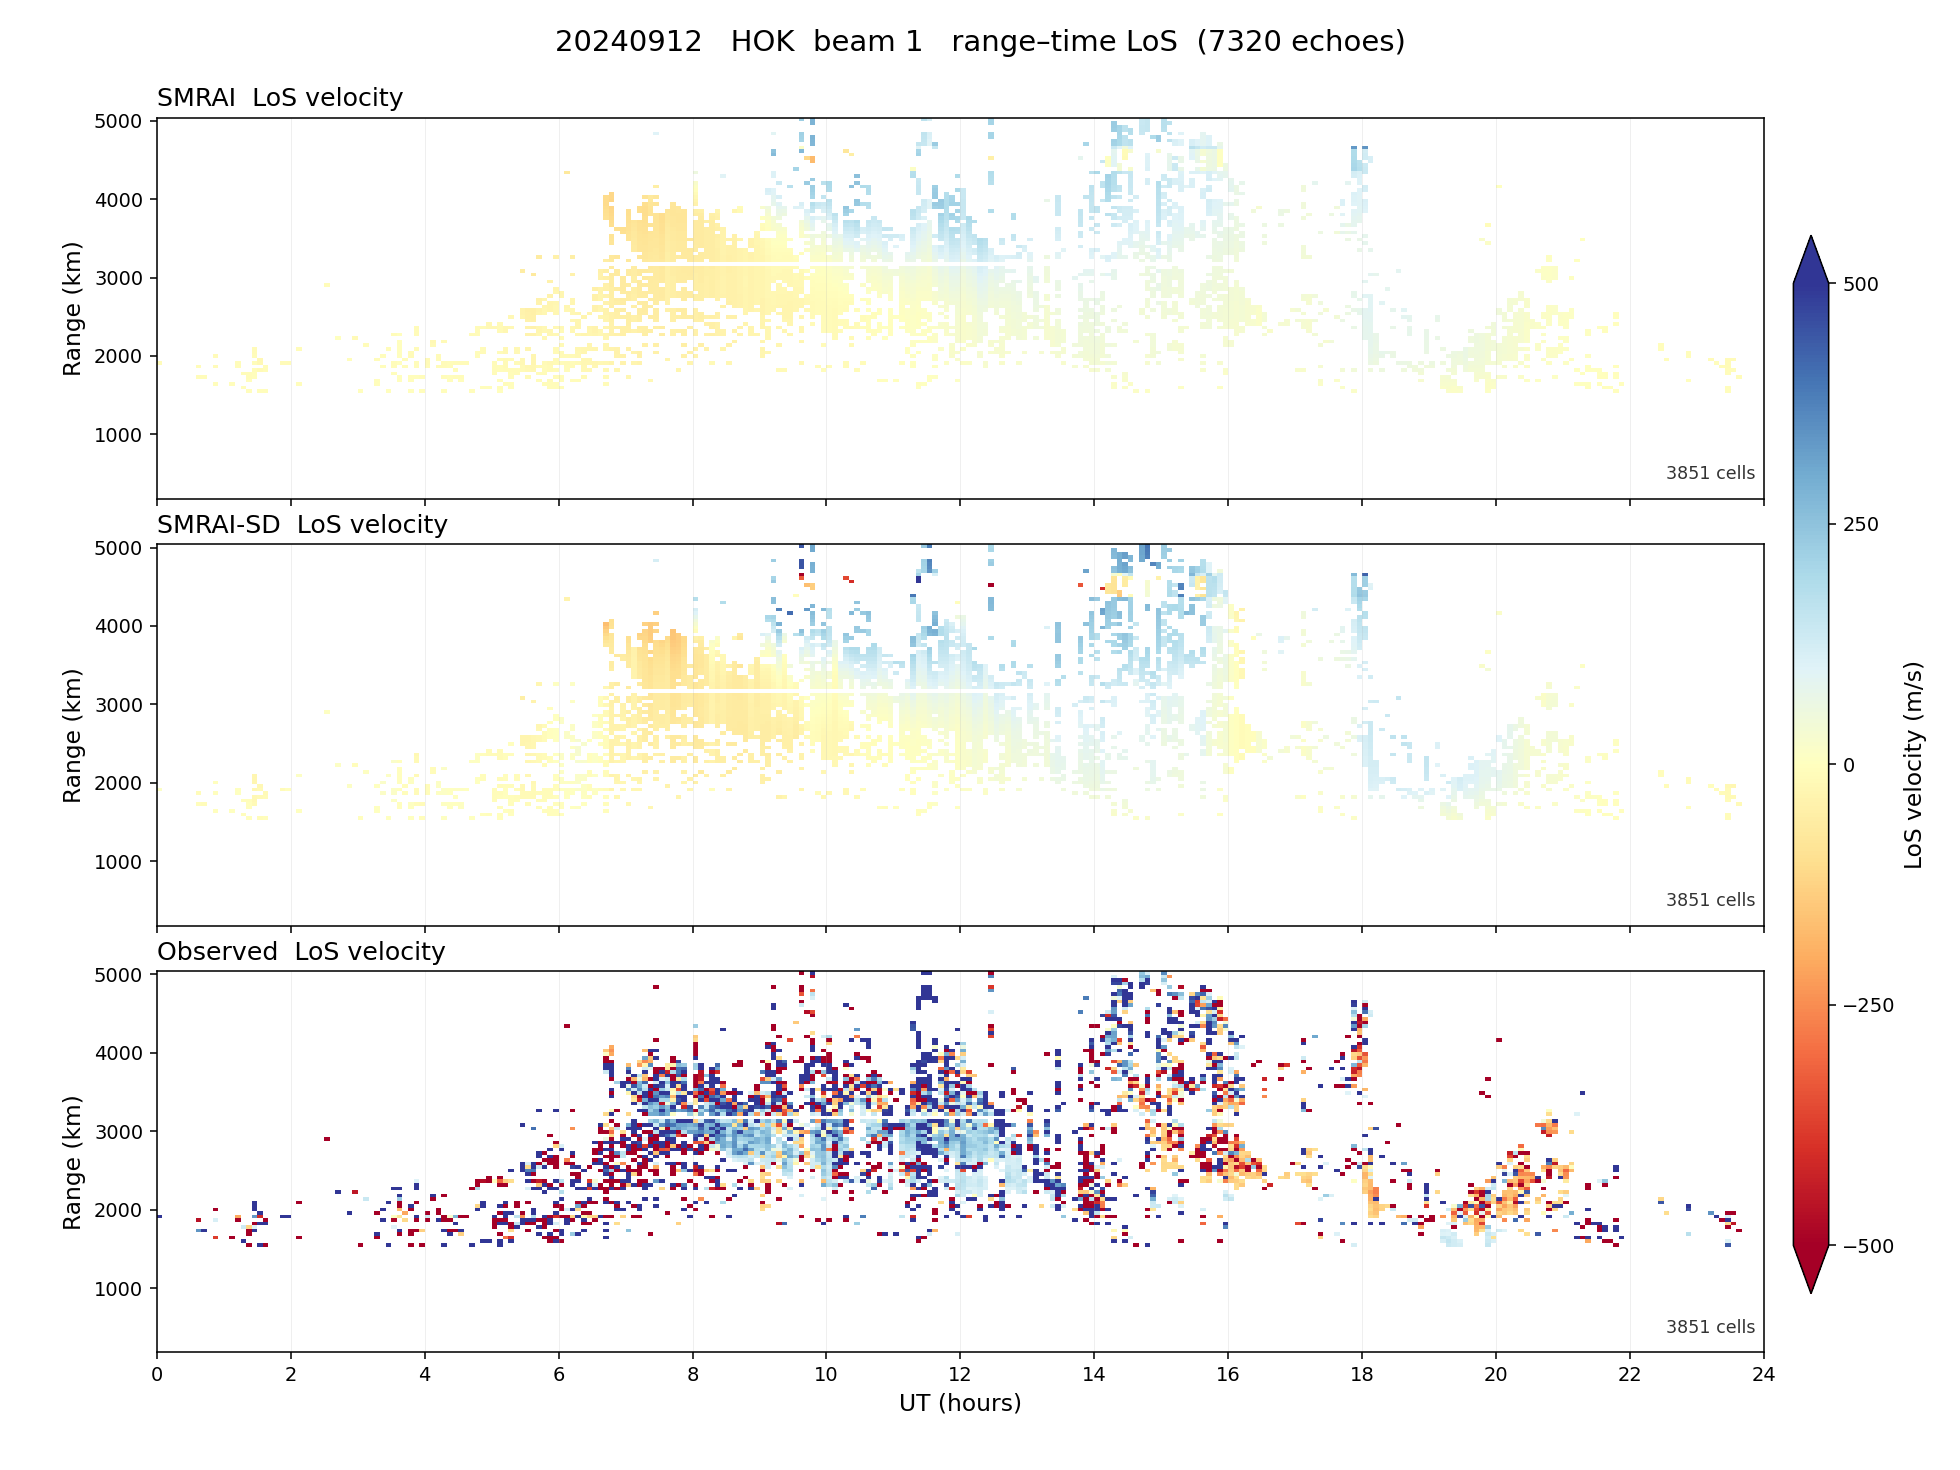 20240912   HOK  beam 1   range–time LoS  (7320 echoes)
SMRAI  LoS velocity
5000
4000
3000
2000
1000
Range (km)
3851 cells
SMRAI-SD  LoS velocity
5000
4000
3000
2000
1000
Range (km)
3851 cells
Observed  LoS velocity
5000
4000
3000
2000
1000
Range (km)
3851 cells
0 2 4 6 8 10 12 14 16 18 20 22 24
UT (hours)
500
250
0
−250
−500
LoS velocity (m/s)